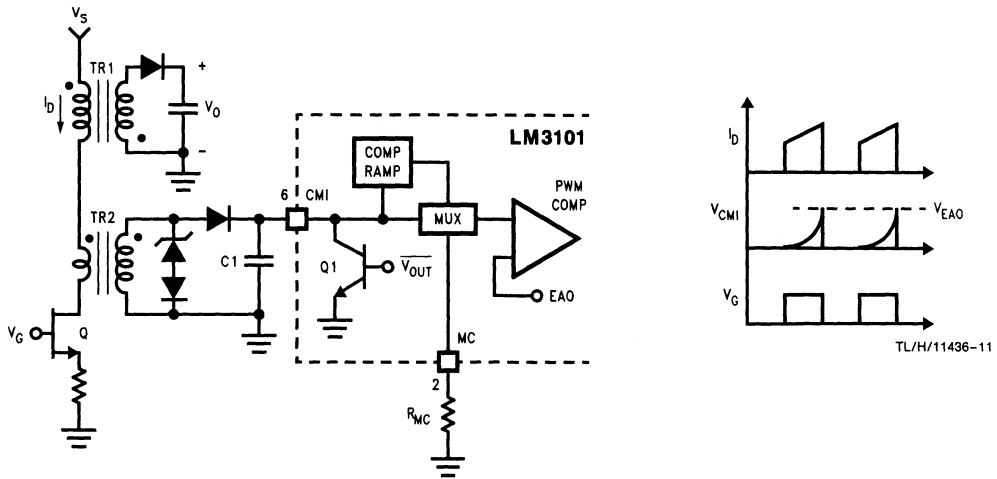 VS
TR1
ID
+
VO
-
LM3101
COMP
RAMP
6
CMI
PWM
COMP
MUX
TR2
C1
Q1
VOUT
EAO
VG
Q
MC
2
RMC
ID
VCMI
VEAO
VG
TL/H/11436-11